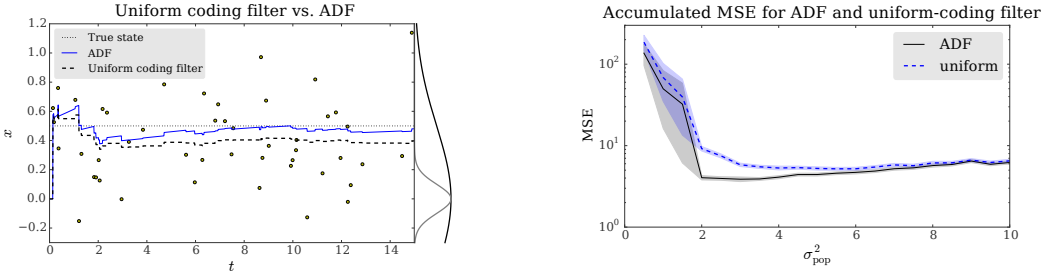 Uniform coding filter vs. ADF
1.2
1.0
0.8
0.6
0.4
0.2
0.0
−0.2
x
True state
ADF
Uniform coding filter
0 2 4 6 8 10 12 14
t
Accumulated MSE for ADF and uniform-coding filter
MSE
10²
10¹
10⁰
ADF
uniform
0 2 4 6 8 10
σ²pop